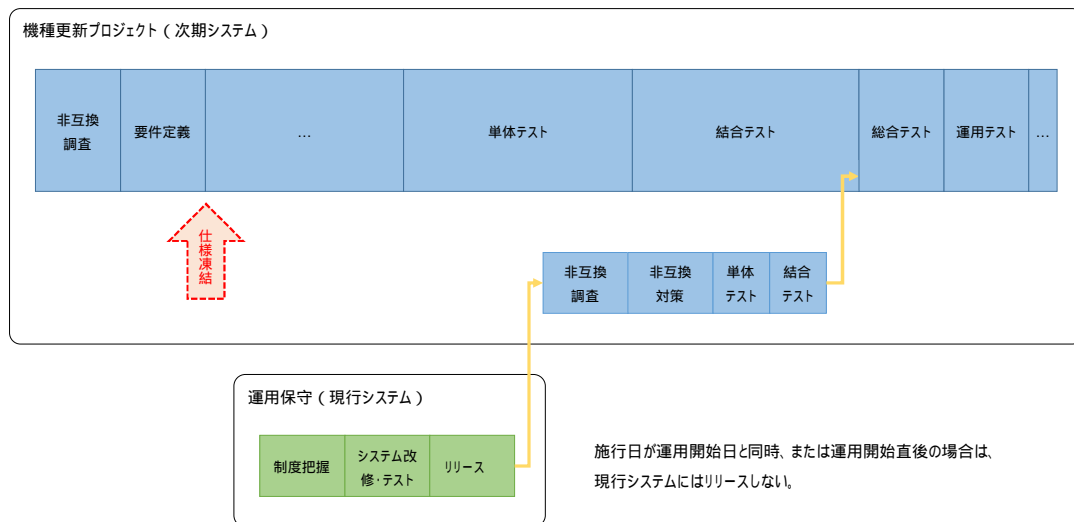 機種更新プロジェクト(次期システム)
非互換
調査
要件定義
…
単体テスト
結合テスト
総合テスト
運用テスト
…
仕様凍結
非互換
調査
非互換
対策
単体
テスト
結合
テスト
運用保守(現行システム)
制度把握
システム改
修・テスト
リリース
施行日が運用開始日と同時、または運用開始直後の場合は、
現行システムにはリリースしない。